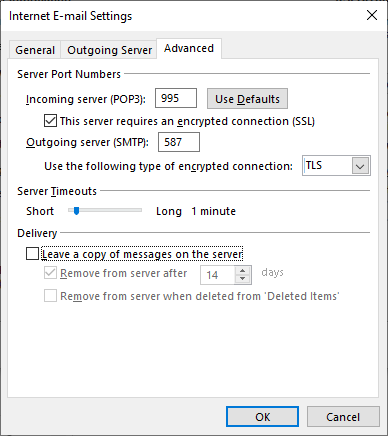 Internet E-mail Settings
General Outgoing Server Advanced
Server Port Numbers
Incoming server (POP3): 995 Use Defaults
This server requires an encrypted connection (SSL)
Outgoing server (SMTP): 587
Use the following type of encrypted connection: TLS
Server Timeouts
Short Long 1 minute
Delivery
Leave a copy of messages on the server
Remove from server after 14 days
Remove from server when deleted from 'Deleted Items'
OK Cancel